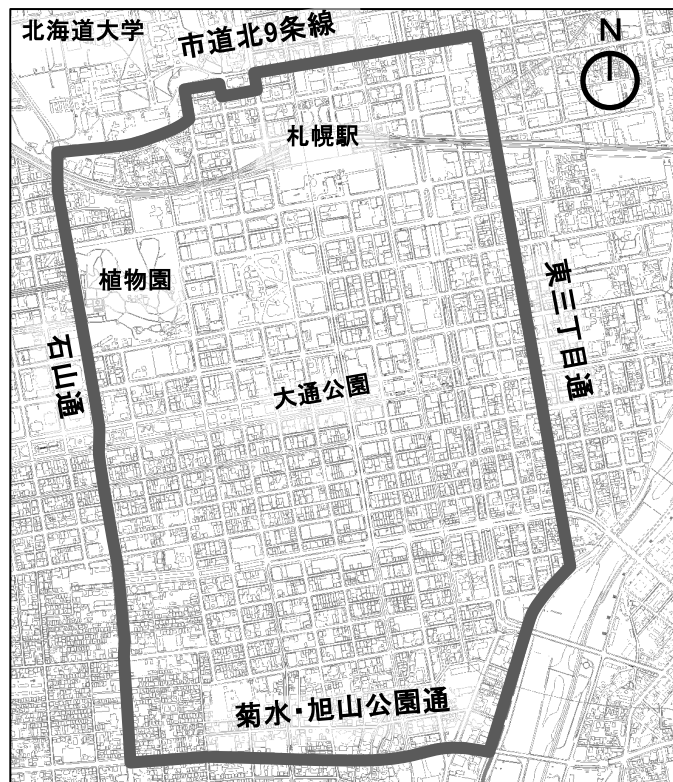 北海道大学
市道北9条線
N
札幌駅
植物園
東三丁目通
石山通
大通公園
菊水・旭山公園通